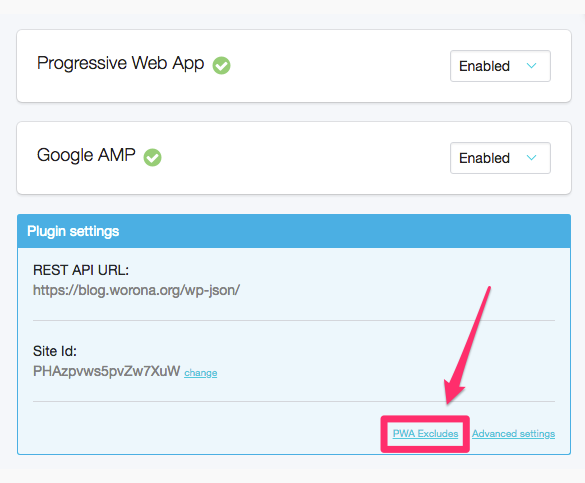 Progressive Web App
Enabled
Google AMP
Enabled
Plugin settings
REST API URL:
https://blog.worona.org/wp-json/
Site Id:
PHAzpvws5pvZw7XuW change
PWA Excludes Advanced settings